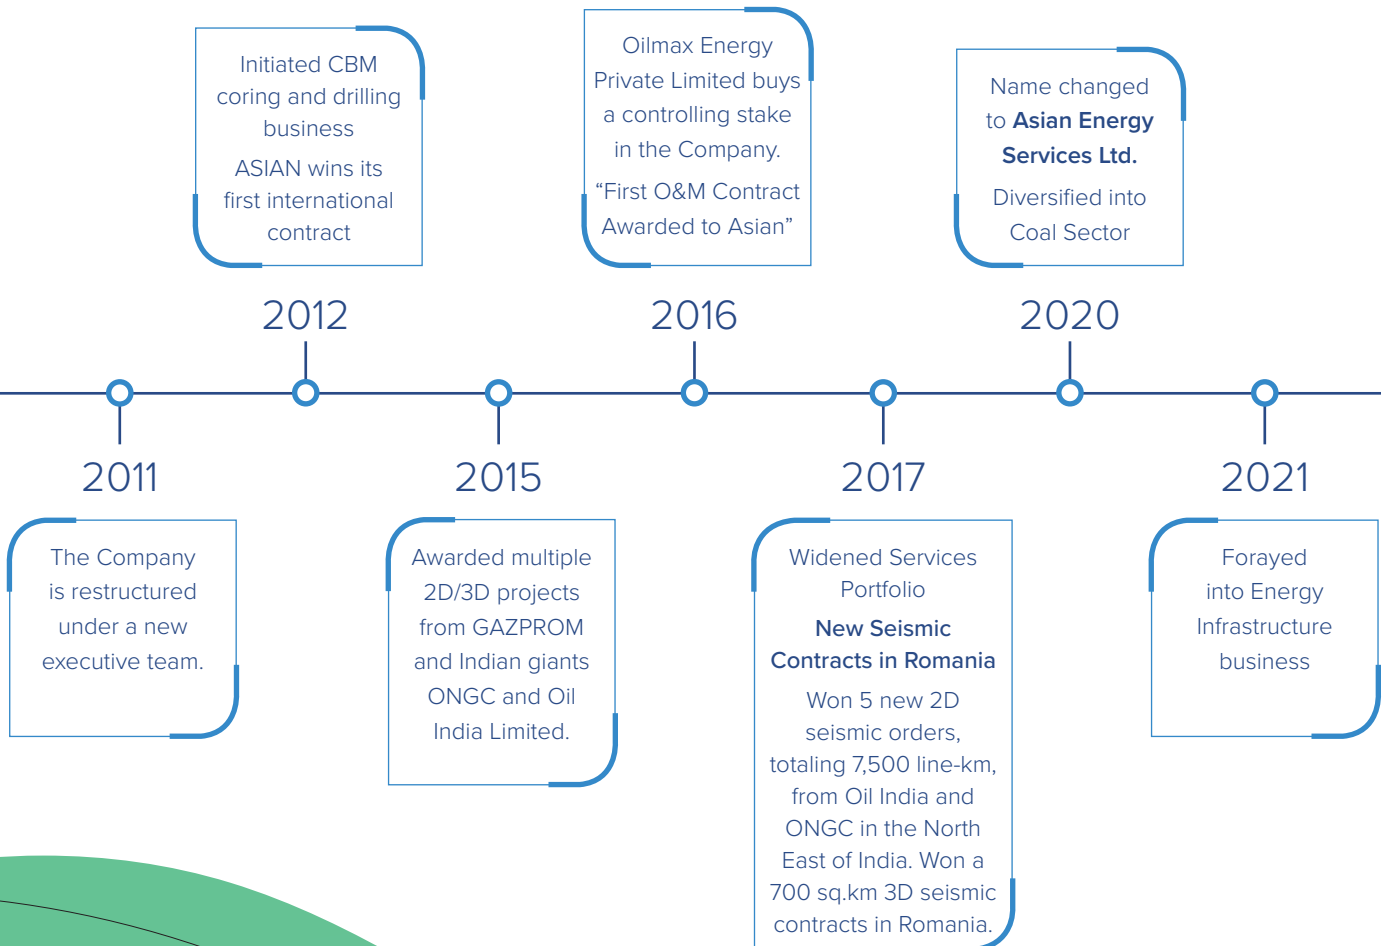 Initiated CBM
coring and drilling
business
ASIAN wins its
first international
contract
2012
Oilmax Energy
Private Limited buys
a controlling stake
in the Company.
“First O&M Contract
Awarded to Asian”
2016
Name changed
to Asian Energy
Services Ltd.
Diversified into
Coal Sector
2020
2011
The Company
is restructured
under a new
executive team.
2015
Awarded multiple
2D/3D projects
from GAZPROM
and Indian giants
ONGC and Oil
India Limited.
2017
Widened Services
Portfolio
New Seismic
Contracts in Romania
Won 5 new 2D
seismic orders,
totaling 7,500 line-km,
from Oil India and
ONGC in the North
East of India. Won a
700 sq.km 3D seismic
contracts in Romania.
2021
Forayed
into Energy
Infrastructure
business